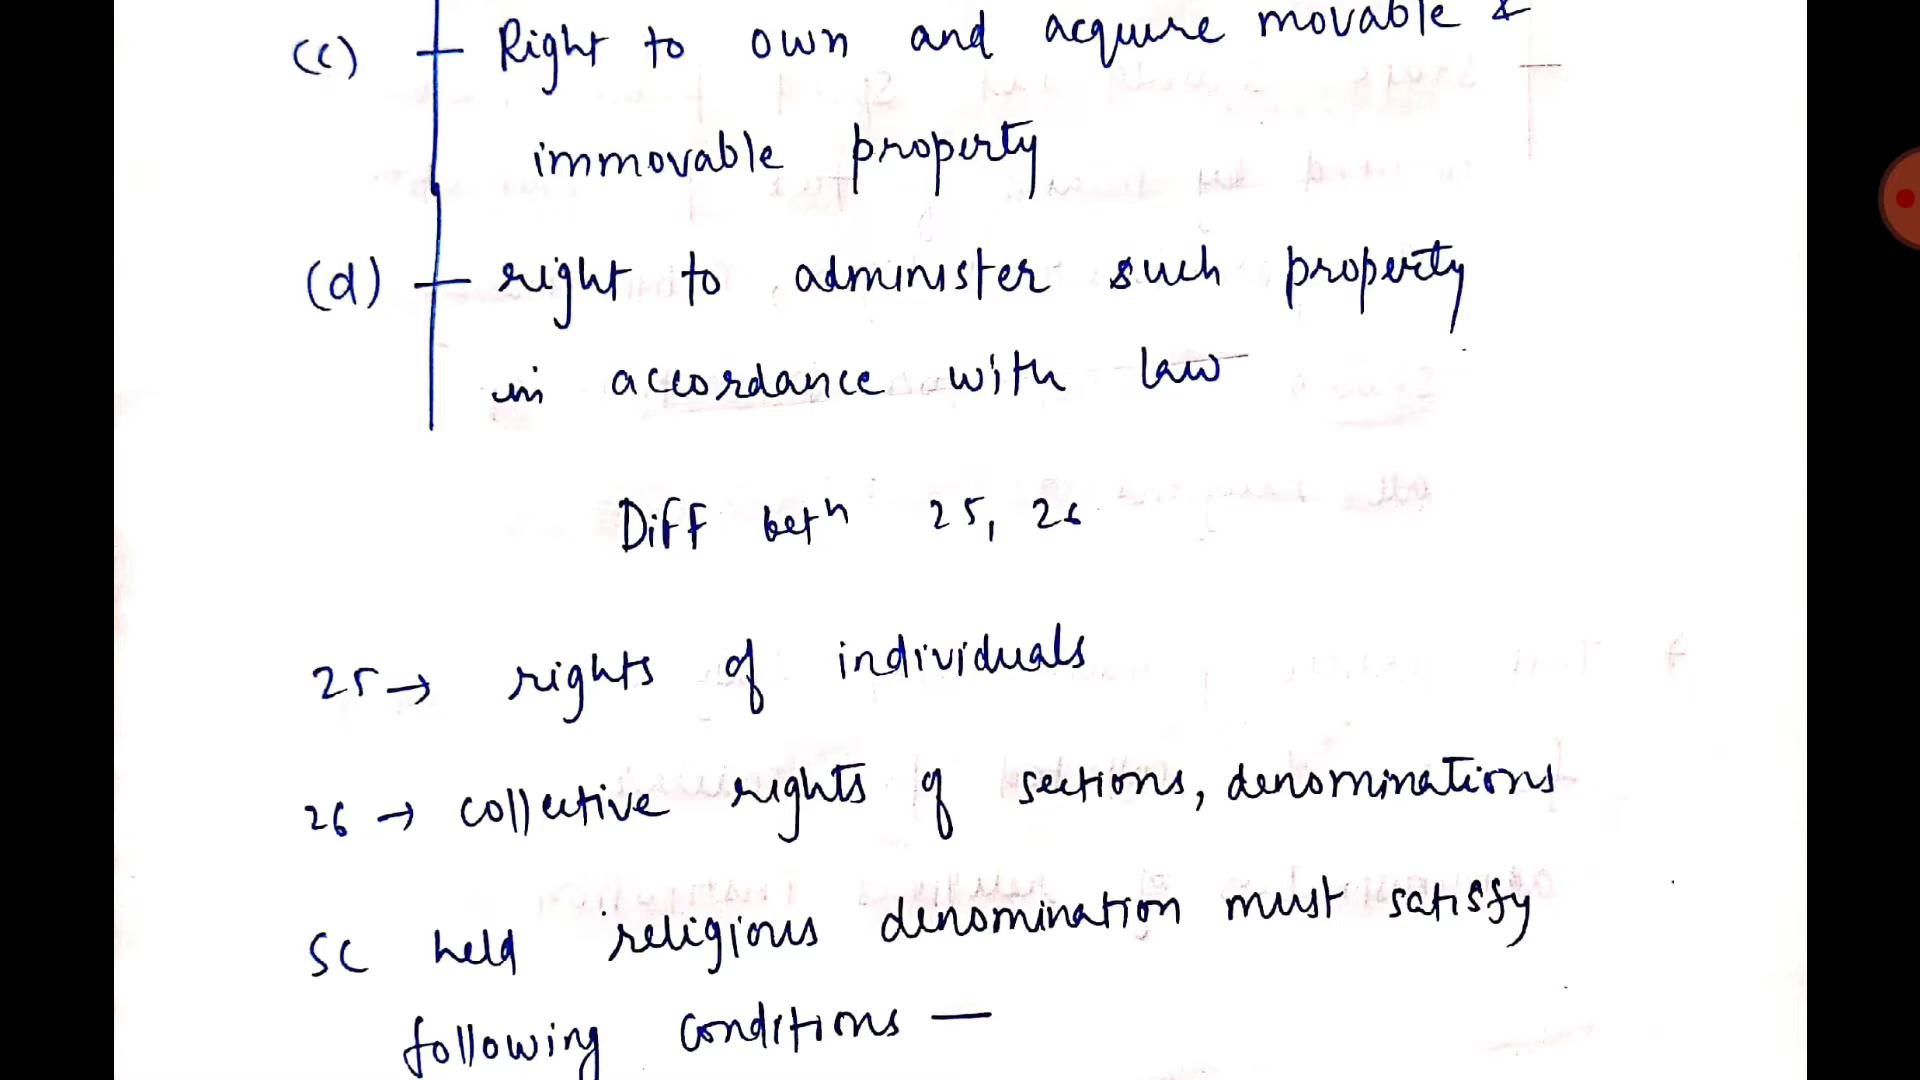 (c) Right to own and acquire movable &
immovable property
(d) right to administer such property
in accordance with law
Diff betn 25, 26
25 → rights of individuals
26 → collective rights of sections, denominations
SC held religious denomination must satisfy
following conditions —